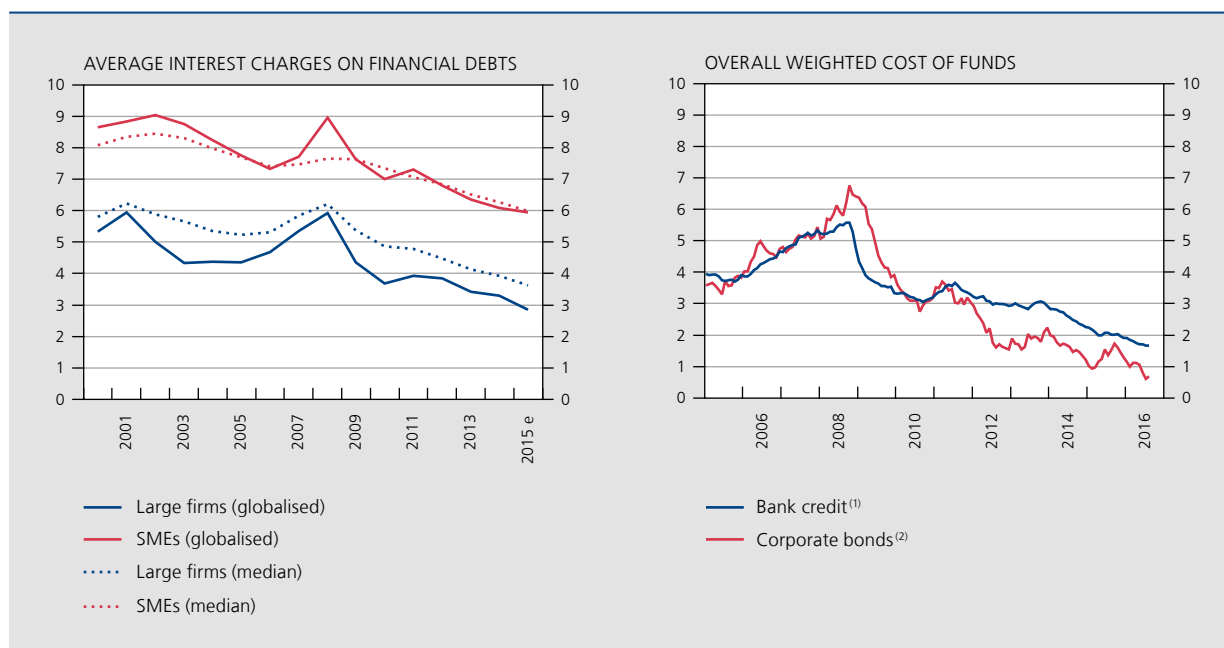 AVERAGE INTEREST CHARGES ON FINANCIAL DEBTS
10 10
9 9
8 8
7 7
6 6
5 5
4 4
3 3
2 2
1 1
0 0
2001 2003 2005 2007 2009 2011 2013 2015 e
Large firms (globalised)
SMEs (globalised)
Large firms (median)
SMEs (median)
OVERALL WEIGHTED COST OF FUNDS
10 10
9 9
8 8
7 7
6 6
5 5
4 4
3 3
2 2
1 1
0 0
2006 2008 2010 2012 2014 2016
Bank credit (1)
Corporate bonds (2)